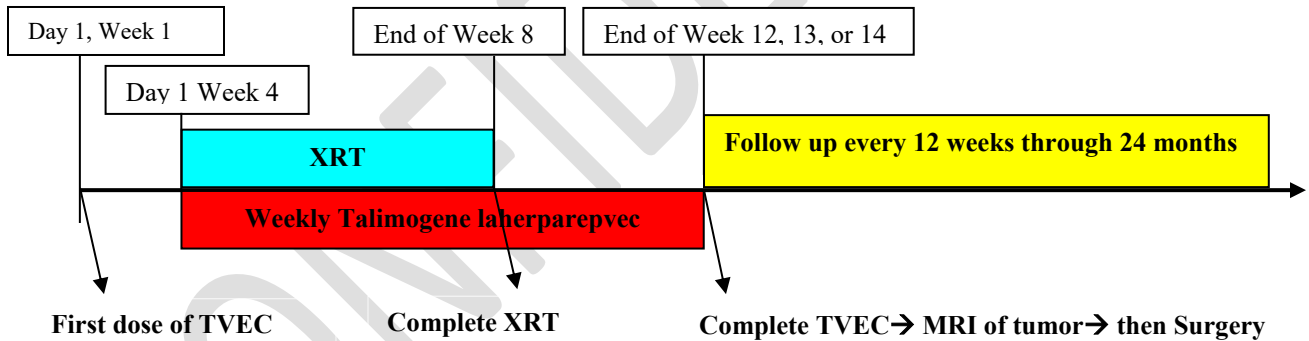 Day 1, Week 1
End of Week 8
End of Week 12, 13, or 14
Day 1 Week 4
XRT
Follow up every 12 weeks through 24 months
Weekly Talimogene laherparepvec
First dose of TVEC
Complete XRT
Complete TVEC→ MRI of tumor→ then Surgery